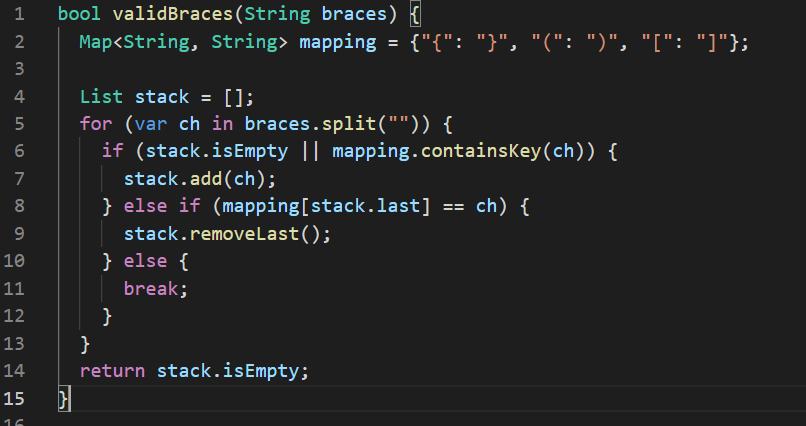 1 bool validBraces(String braces) {
2 Map<String, String> mapping = {"{": "}", "(": ")", "[": "]"};
3
4 List stack = [];
5 for (var ch in braces.split("")) {
6 if (stack.isEmpty || mapping.containsKey(ch)) {
7 stack.add(ch);
8 } else if (mapping[stack.last] == ch) {
9 stack.removeLast();
10 } else {
11 break;
12 }
13 }
14 return stack.isEmpty;
15 }
16